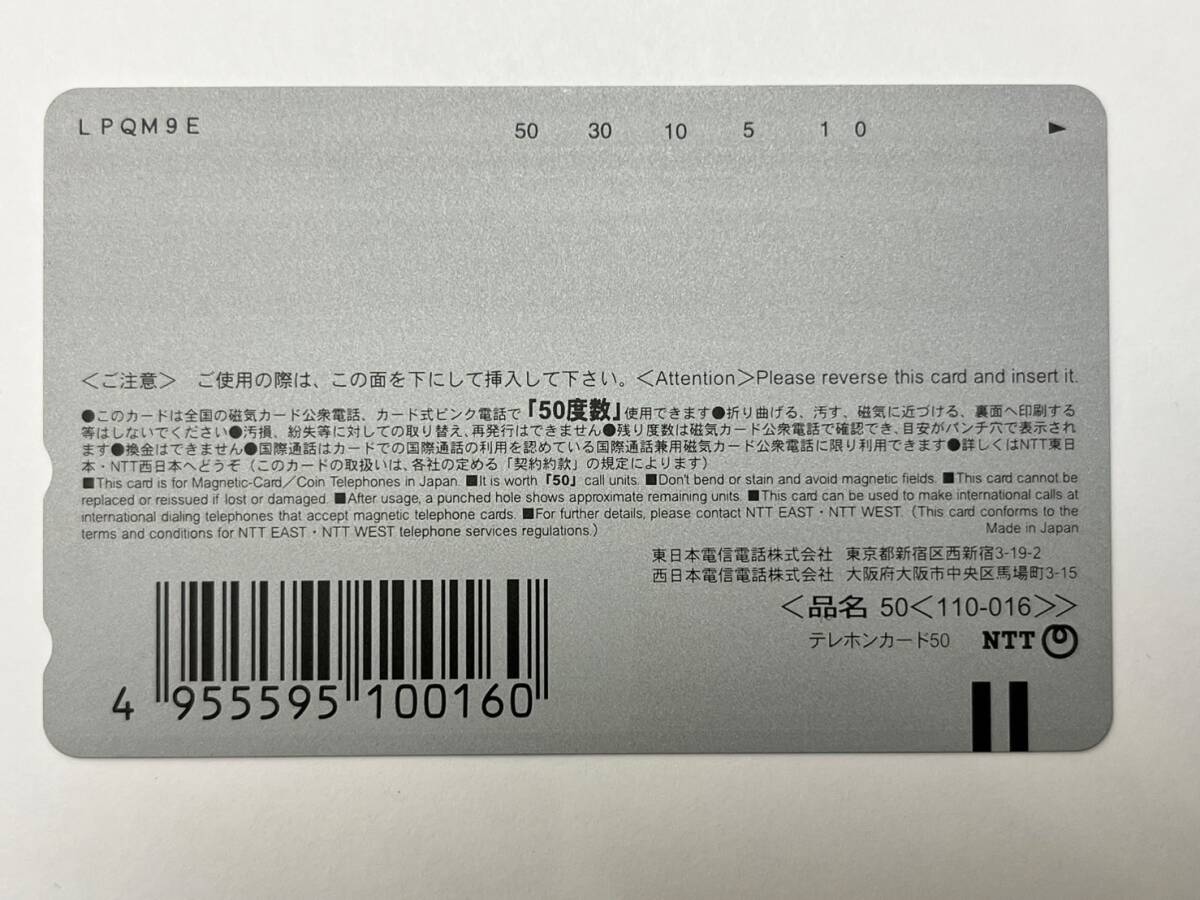 LPQM9E
50 30 10 5 1 0 ▶
＜ご注意＞ ご使用の際は、この面を下にして挿入して下さい。＜Attention＞Please reverse this card and insert it.
●このカードは全国の磁気カード公衆電話、カード式ピンク電話で「50度数」使用できます●折り曲げる、汚す、磁気に近づける、裏面へ印刷する
等はしないでください●汚損、紛失等に対しての取り替え、再発行はできません●残り度数は磁気カード公衆電話で確認でき、目安がパンチ穴で表示され
ます●換金はできません●国際通話はカードでの国際通話の利用を認めている国際通話兼用磁気カード公衆電話に限り利用できます●詳しくはNTT東日
本・NTT西日本へどうぞ（このカードの取扱いは、各社の定める「契約約款」の規定によります）
■This card is for Magnetic-Card／Coin Telephones in Japan. ■It is worth「50」call units. ■Don't bend or stain and avoid magnetic fields. ■This card cannot be
replaced or reissued if lost or damaged. ■After usage, a punched hole shows approximate remaining units. ■This card can be used to make international calls at
international dialing telephones that accept magnetic telephone cards. ■For further details, please contact NTT EAST・NTT WEST.（This card conforms to the
terms and conditions for NTT EAST・NTT WEST telephone services regulations.） Made in Japan
東日本電信電話株式会社 東京都新宿区西新宿3-19-2
西日本電信電話株式会社 大阪府大阪市中央区馬場町3-15
＜品名 50＜110-016＞＞
テレホンカード50 NTT
4 955595 100160